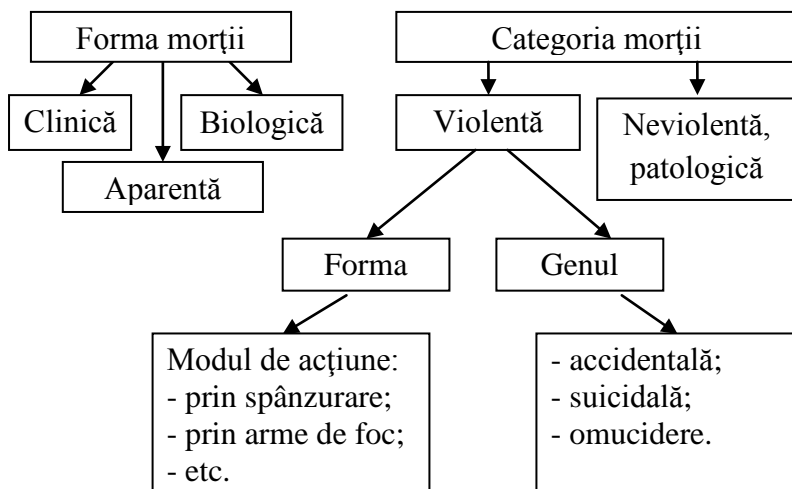 Forma morţii
Clinică
Biologică
Aparentă
Categoria morţii
Violentă
Neviolentă,
patologică
Forma
Genul
Modul de acţiune:
- prin spânzurare;
- prin arme de foc;
- etc.
- accidentală;
- suicidală;
- omucidere.